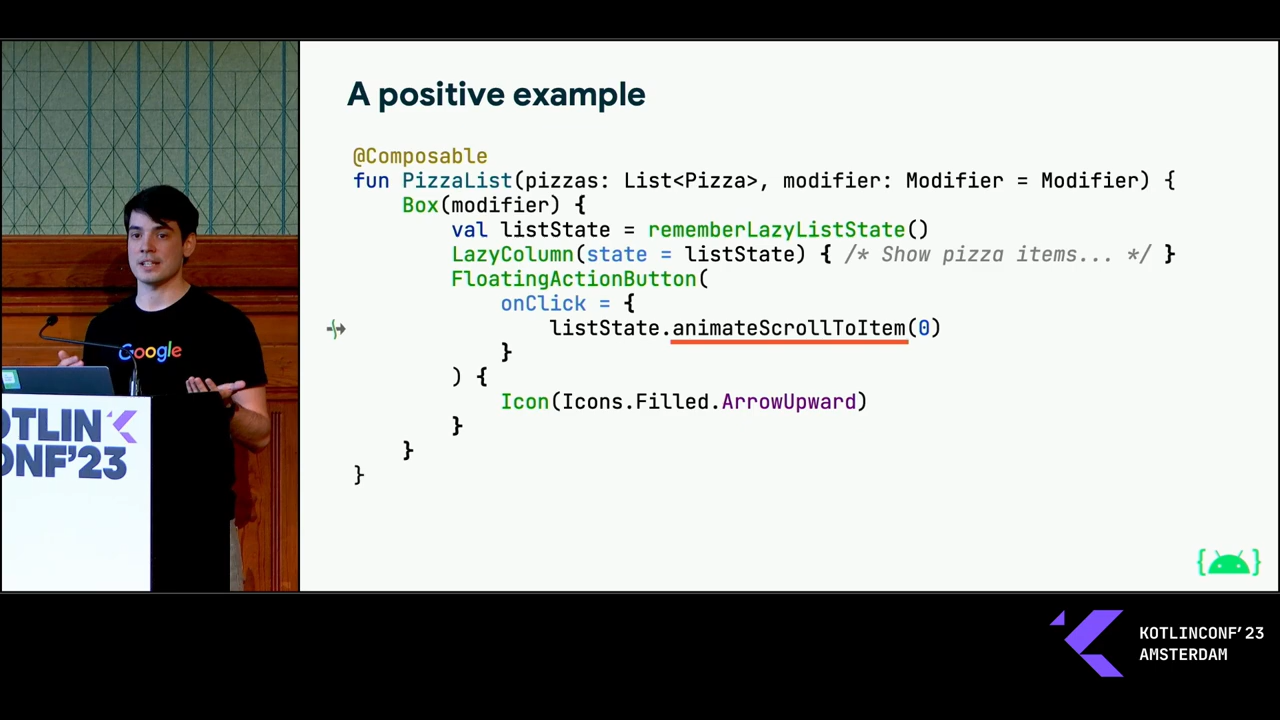 A positive example
@Composable
fun PizzaList(pizzas: List<Pizza>, modifier: Modifier = Modifier) {
    Box(modifier) {
        val listState = rememberLazyListState()
        LazyColumn(state = listState) { /* Show pizza items... */ }
        FloatingActionButton(
            onClick = {
                listState.animateScrollToItem(0)
            }
        ) {
            Icon(Icons.Filled.ArrowUpward)
        }
    }
}
Google
OTLIN
ONF'23
KOTLINCONF'23
AMSTERDAM